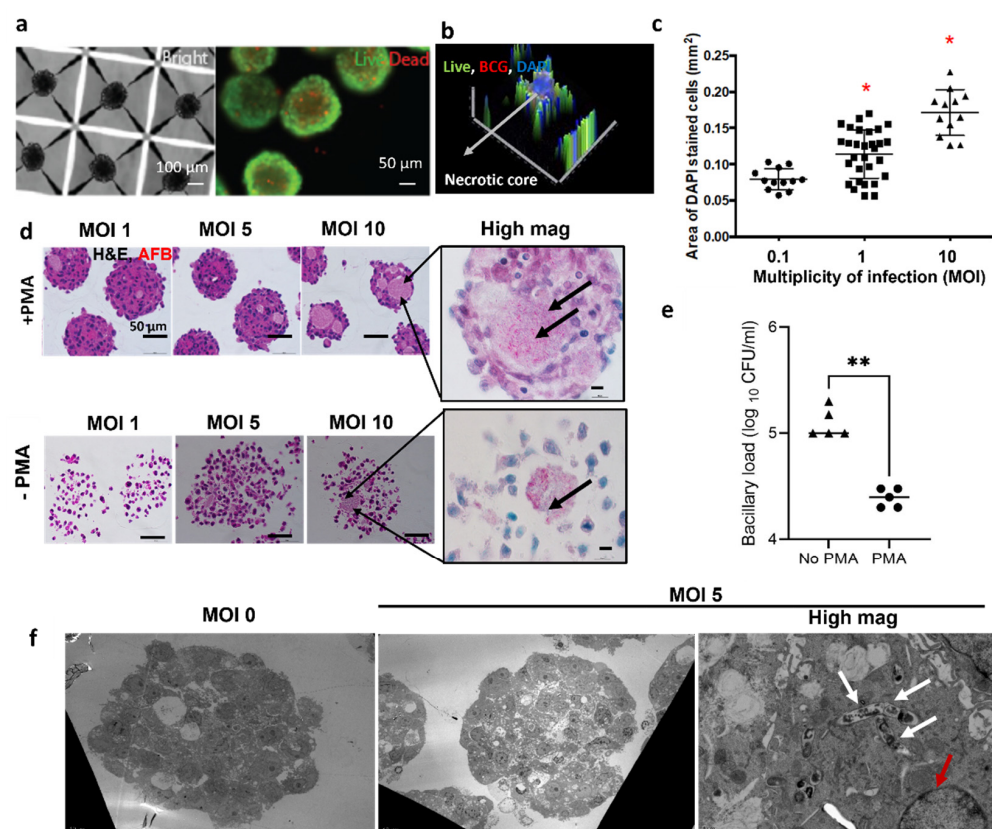 a
Bright
100 µm
Live Dead
50 µm
b
Live, BCG, DAPI
Necrotic core
c
Area of DAPI stained cells (mm²)
0.25
0.20
0.15
0.10
0.05
0.00
*
*
0.1
1
10
Multiplicity of infection (MOI)
d
MOI 1
MOI 5
MOI 10
High mag
+PMA
H&E, AFB
50 µm
MOI 1
MOI 5
MOI 10
- PMA
e
Bacillary load (log 10 CFU/ml)
6
5
4
**
No PMA
PMA
f
MOI 0
MOI 5
High mag